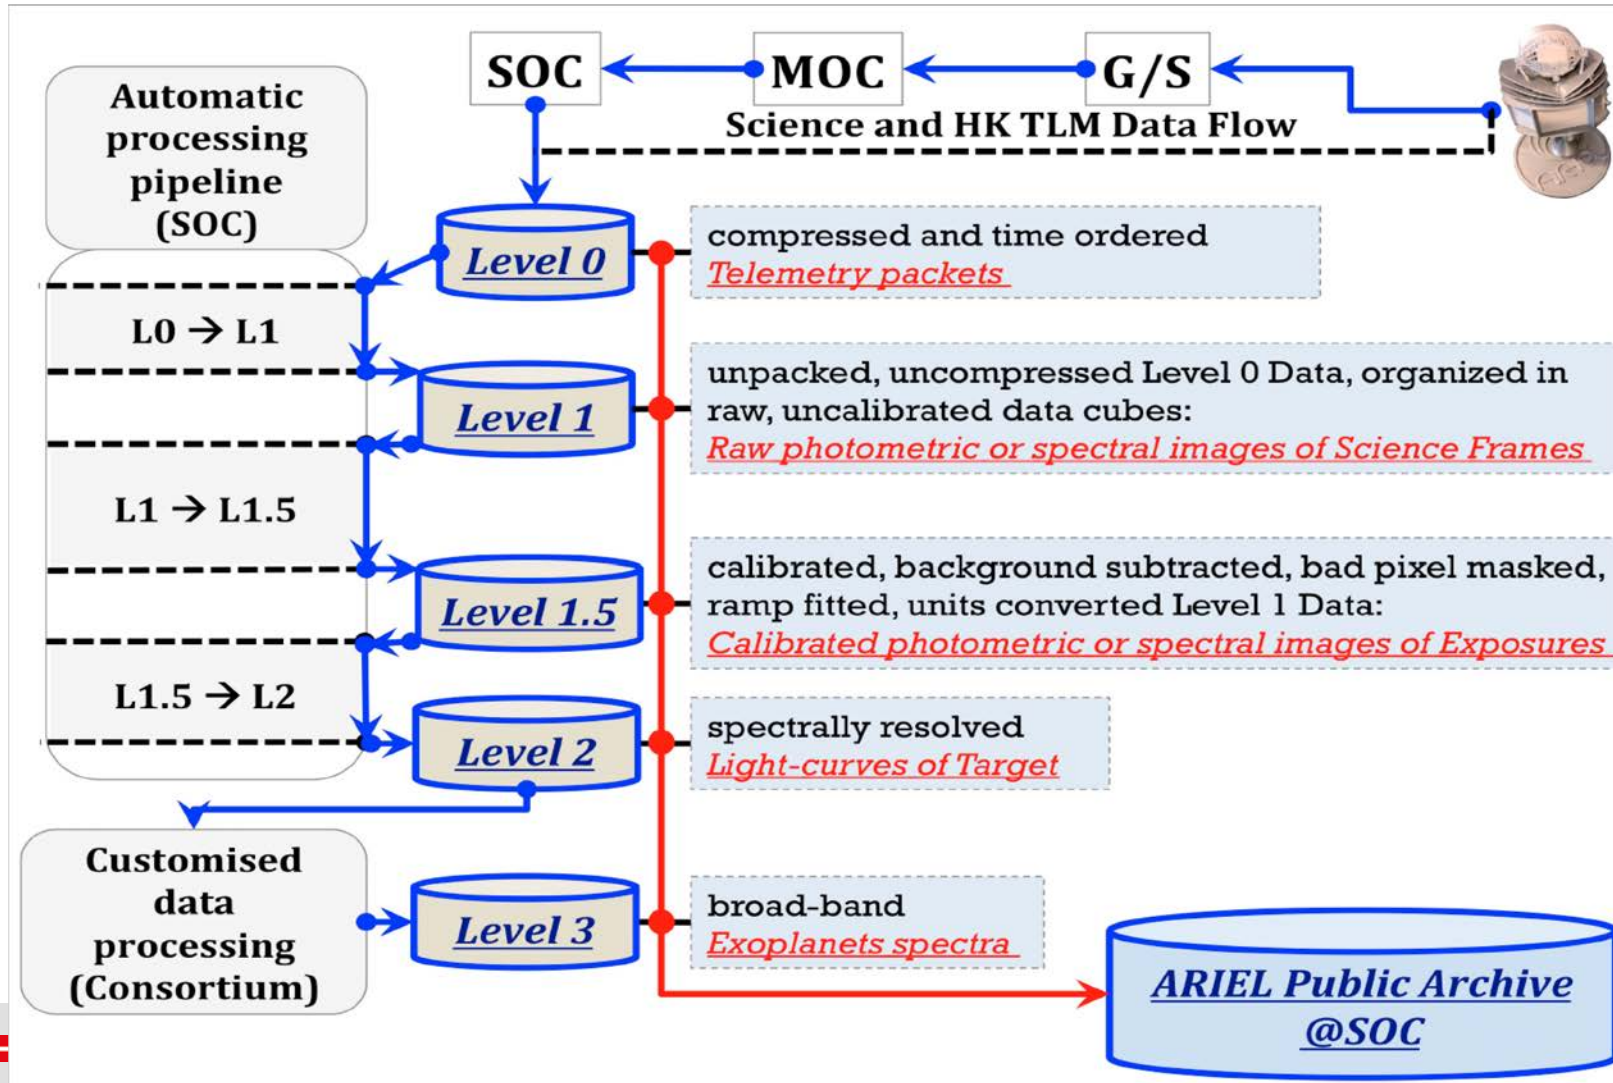 SOC
MOC
G/S
Science and HK TLM Data Flow
Automatic
processing
pipeline
(SOC)
Level 0
compressed and time ordered
Telemetry packets
L0 → L1
Level 1
unpacked, uncompressed Level 0 Data, organized in
raw, uncalibrated data cubes:
Raw photometric or spectral images of Science Frames
L1 → L1.5
Level 1.5
calibrated, background subtracted, bad pixel masked,
ramp fitted, units converted Level 1 Data:
Calibrated photometric or spectral images of Exposures
L1.5 → L2
Level 2
spectrally resolved
Light-curves of Target
Customised
data
processing
(Consortium)
Level 3
broad-band
Exoplanets spectra
ARIEL Public Archive
@SOC